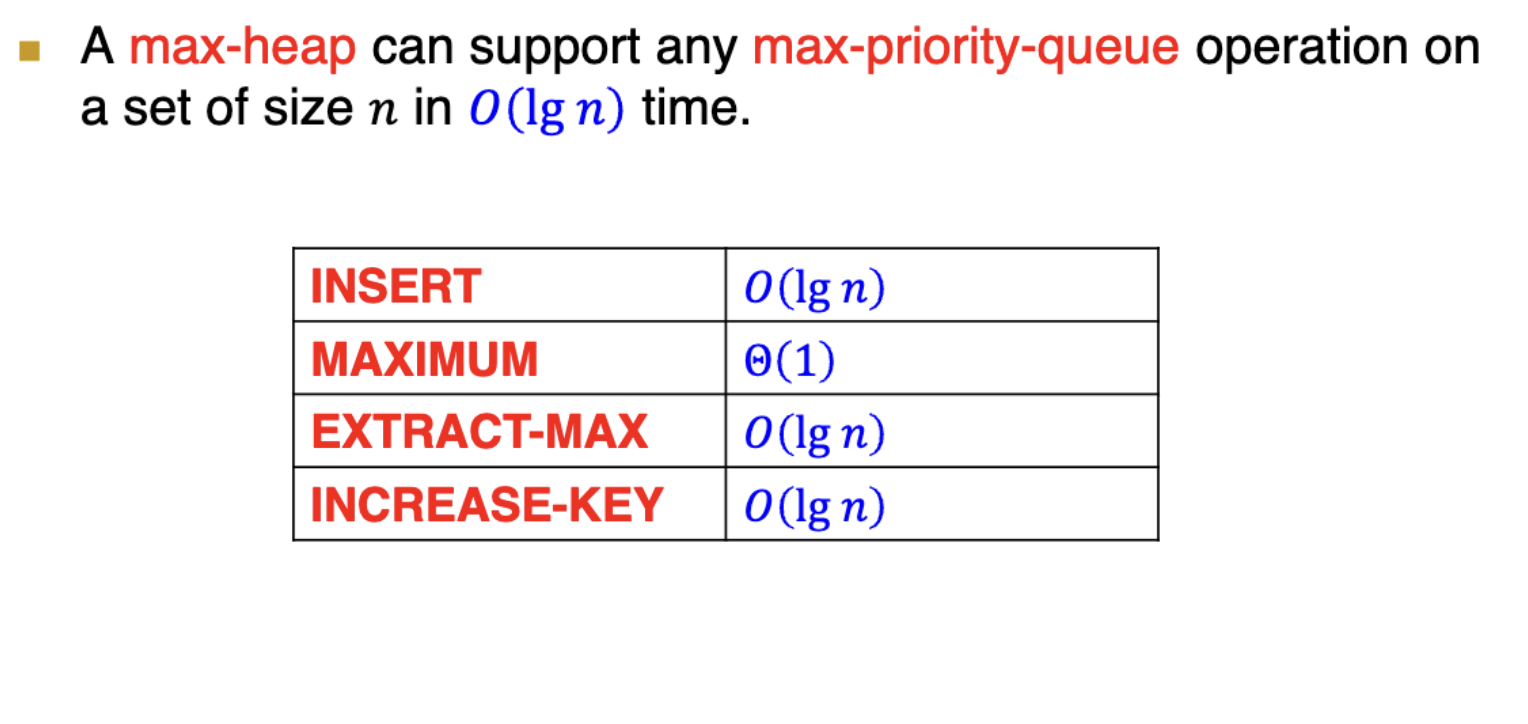 A max-heap can support any max-priority-queue operation on
a set of size n in O(lg n) time.
INSERT O(lg n)
MAXIMUM Θ(1)
EXTRACT-MAX O(lg n)
INCREASE-KEY O(lg n)